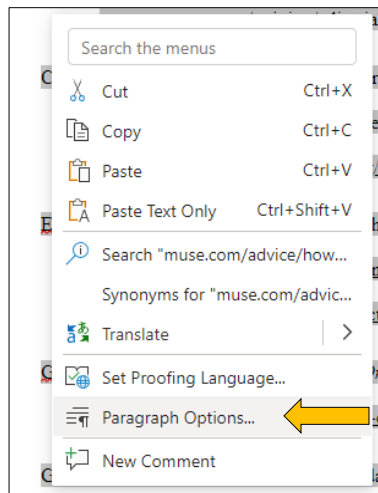 Search the menus
Cut Ctrl+X
Copy Ctrl+C
Paste Ctrl+V
Paste Text Only Ctrl+Shift+V
Search "muse.com/advice/how...
Synonyms for "muse.com/advic...
Translate
Set Proofing Language...
Paragraph Options...
New Comment